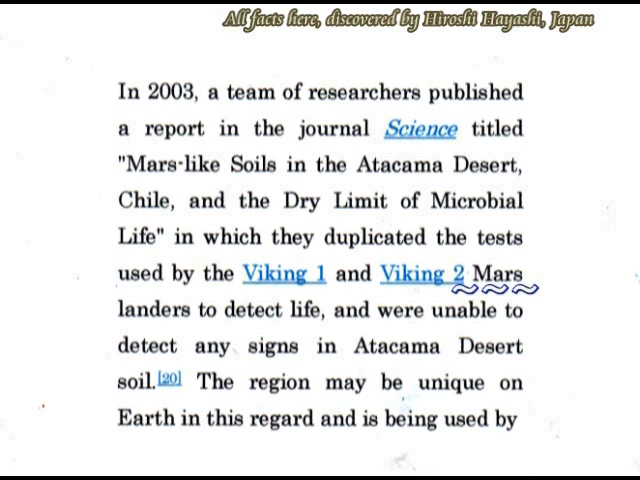 All facts here, discovered by Hiroshi Hayashi, Japan
In 2003, a team of researchers published
a report in the journal Science titled
"Mars-like Soils in the Atacama Desert,
Chile, and the Dry Limit of Microbial
Life" in which they duplicated the tests
used by the Viking 1 and Viking 2 Mars
landers to detect life, and were unable to
detect any signs in Atacama Desert
soil.[20] The region may be unique on
Earth in this regard and is being used by